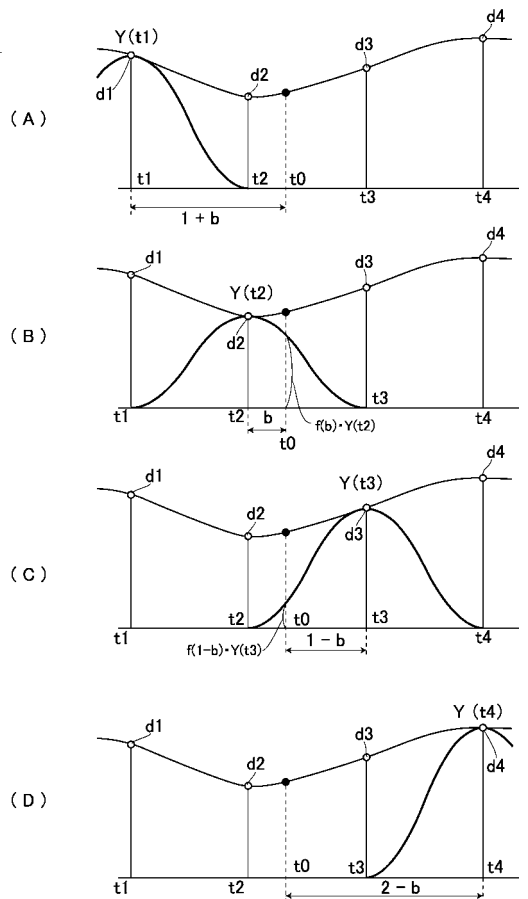 Y(t1)
d1
d2
d3
d4
(A)
t1
t2
t0
t3
t4
1+b
d1
Y(t2)
d2
d3
d4
(B)
t1
t2
b
t0
f(b)・Y(t2)
t3
t4
d1
d2
Y(t3)
d3
d4
(C)
t1
t2
t0
t3
t4
f(1-b)・Y(t3)
1-b
d1
d2
d3
Y (t4)
d4
(D)
t1
t2
t0
t3
t4
2-b